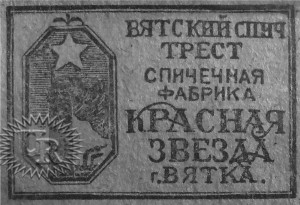 ВЯТСКИЙ СПИЧ
ТРЕСТ
СПИЧЕЧНАЯ
ФАБРИКА
КРАСНАЯ
ЗВЕЗДА
г. ВЯТКА.